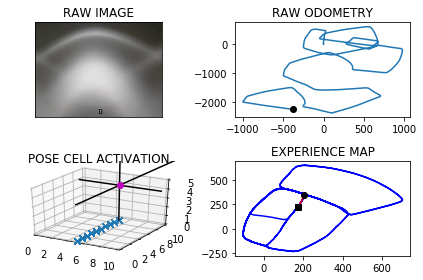 RAW IMAGE
RAW ODOMETRY
0
−1000
−2000
−1000 −500 0 500 1000
POSE CELL ACTIVATION
5
4
3
2
1
0
0 2 4 6 8 10
0 2 4 6 8 10
EXPERIENCE MAP
500
250
0
−250
0 200 400 600